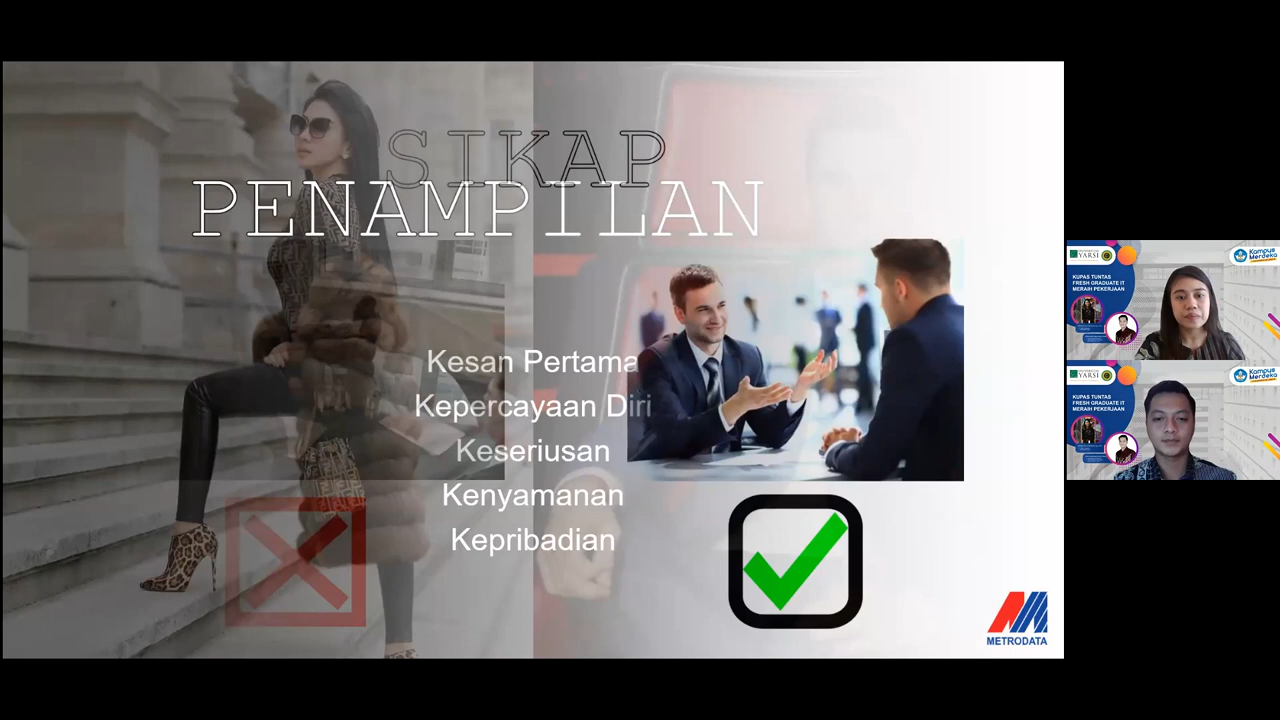 SIKAP
PENAMPILAN
Kesan Pertama
Kepercayaan Diri
Keseriusan
Kenyamanan
Kepribadian
METRODATA
YARSI
Kampus
Merdeka
KUPAS TUNTAS
FRESH GRADUATE IT
MERAIH PEKERJAAN
YARSI
Kampus
Merdeka
KUPAS TUNTAS
FRESH GRADUATE IT
MERAIH PEKERJAAN